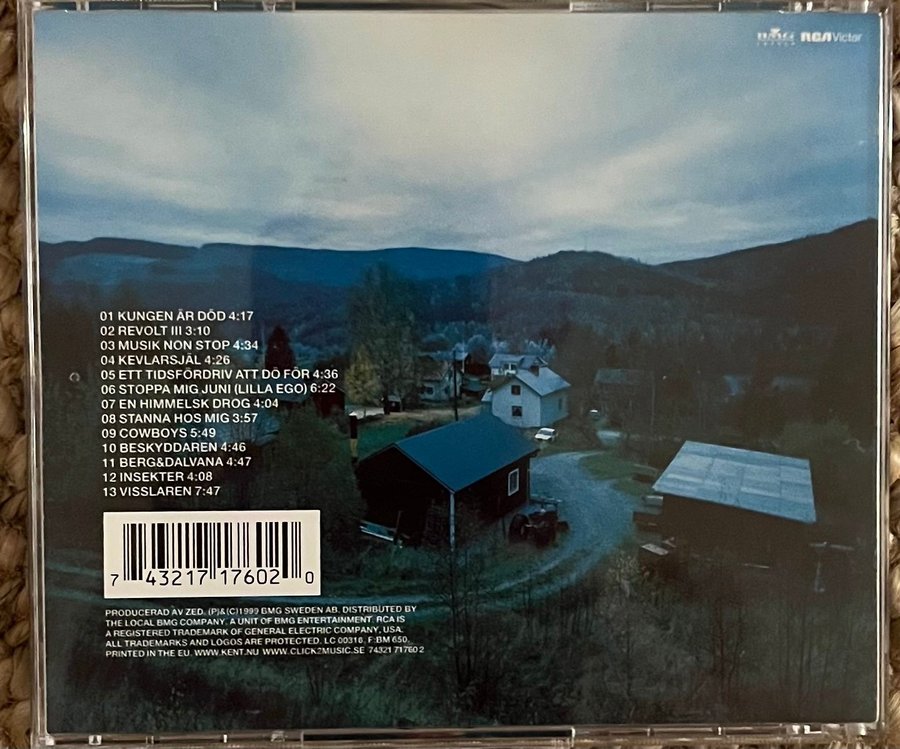 BMG RCA Victor
01 KUNGEN ÄR DÖD 4:17
02 REVOLT III 3:10
03 MUSIK NON STOP 4:34
04 KEVLARSJÄL 4:26
05 ETT TIDSFÖRDRIV ATT DÖ FÖR 4:36
06 STOPPA MIG JUNI (LILLA EGO) 6:22
07 EN HIMMELSK DROG 4:04
08 STANNA HOS MIG 3:57
09 COWBOYS 5:49
10 BESKYDDAREN 4:46
11 BERG&DALVANA 4:47
12 INSEKTER 4:08
13 VISSLAREN 7:47
7 43217 17602 0
PRODUCERAD AV ZED. (P)&(C)1999 BMG SWEDEN AB. DISTRIBUTED BY
THE LOCAL BMG COMPANY. A UNIT OF BMG ENTERTAINMENT. RCA IS
A REGISTERED TRADEMARK OF GENERAL ELECTRIC COMPANY, USA.
ALL TRADEMARKS AND LOGOS ARE PROTECTED. LC 00316. F:BM 650.
PRINTED IN THE EU. WWW.KENT.NU WWW.CLICK2MUSIC.SE 74321 71760 2